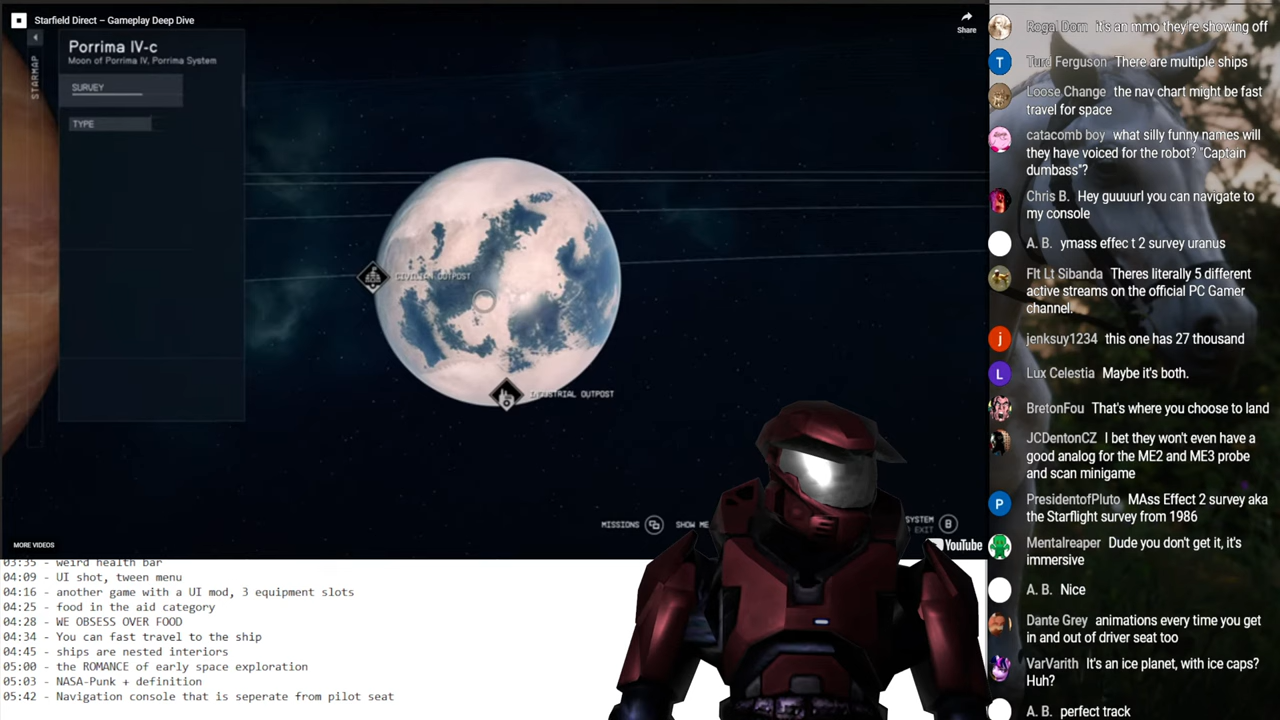 Starfield Direct – Gameplay Deep Dive
Share
STARMAP
Porrima IV-c
Moon of Porrima IV, Porrima System
SURVEY
TYPE
CIVILIAN OUTPOST
INDUSTRIAL OUTPOST
MISSIONS
SHOW ME
SYSTEM
EXIT
B
MORE VIDEOS
YouTube
03:35 - weird health bar
04:09 - UI shot, tween menu
04:16 - another game with a UI mod, 3 equipment slots
04:25 - food in the aid category
04:28 - WE OBSESS OVER FOOD
04:34 - You can fast travel to the ship
04:45 - ships are nested interiors
05:00 - the ROMANCE of early space exploration
05:03 - NASA-Punk + definition
05:42 - Navigation console that is seperate from pilot seat
Rogal Dorn it's an mmo they're showing off
T
Turd Ferguson There are multiple ships
Loose Change the nav chart might be fast
travel for space
catacomb boy what silly funny names will
they have voiced for the robot? "Captain
dumbass"?
Chris B. Hey guuuurl you can navigate to
my console
A. B. ymass effec t 2 survey uranus
Flt Lt Sibanda Theres literally 5 different
active streams on the official PC Gamer
channel.
j
jenksuy1234 this one has 27 thousand
L
Lux Celestia Maybe it's both.
BretonFou That's where you choose to land
JCDentonCZ I bet they won't even have a
good analog for the ME2 and ME3 probe
and scan minigame
P
PresidentofPluto MAss Effect 2 survey aka
the Starflight survey from 1986
Mentalreaper Dude you don't get it, it's
immersive
A. B. Nice
Dante Grey animations every time you get
in and out of driver seat too
VarVarith It's an ice planet, with ice caps?
Huh?
A. B. perfect track